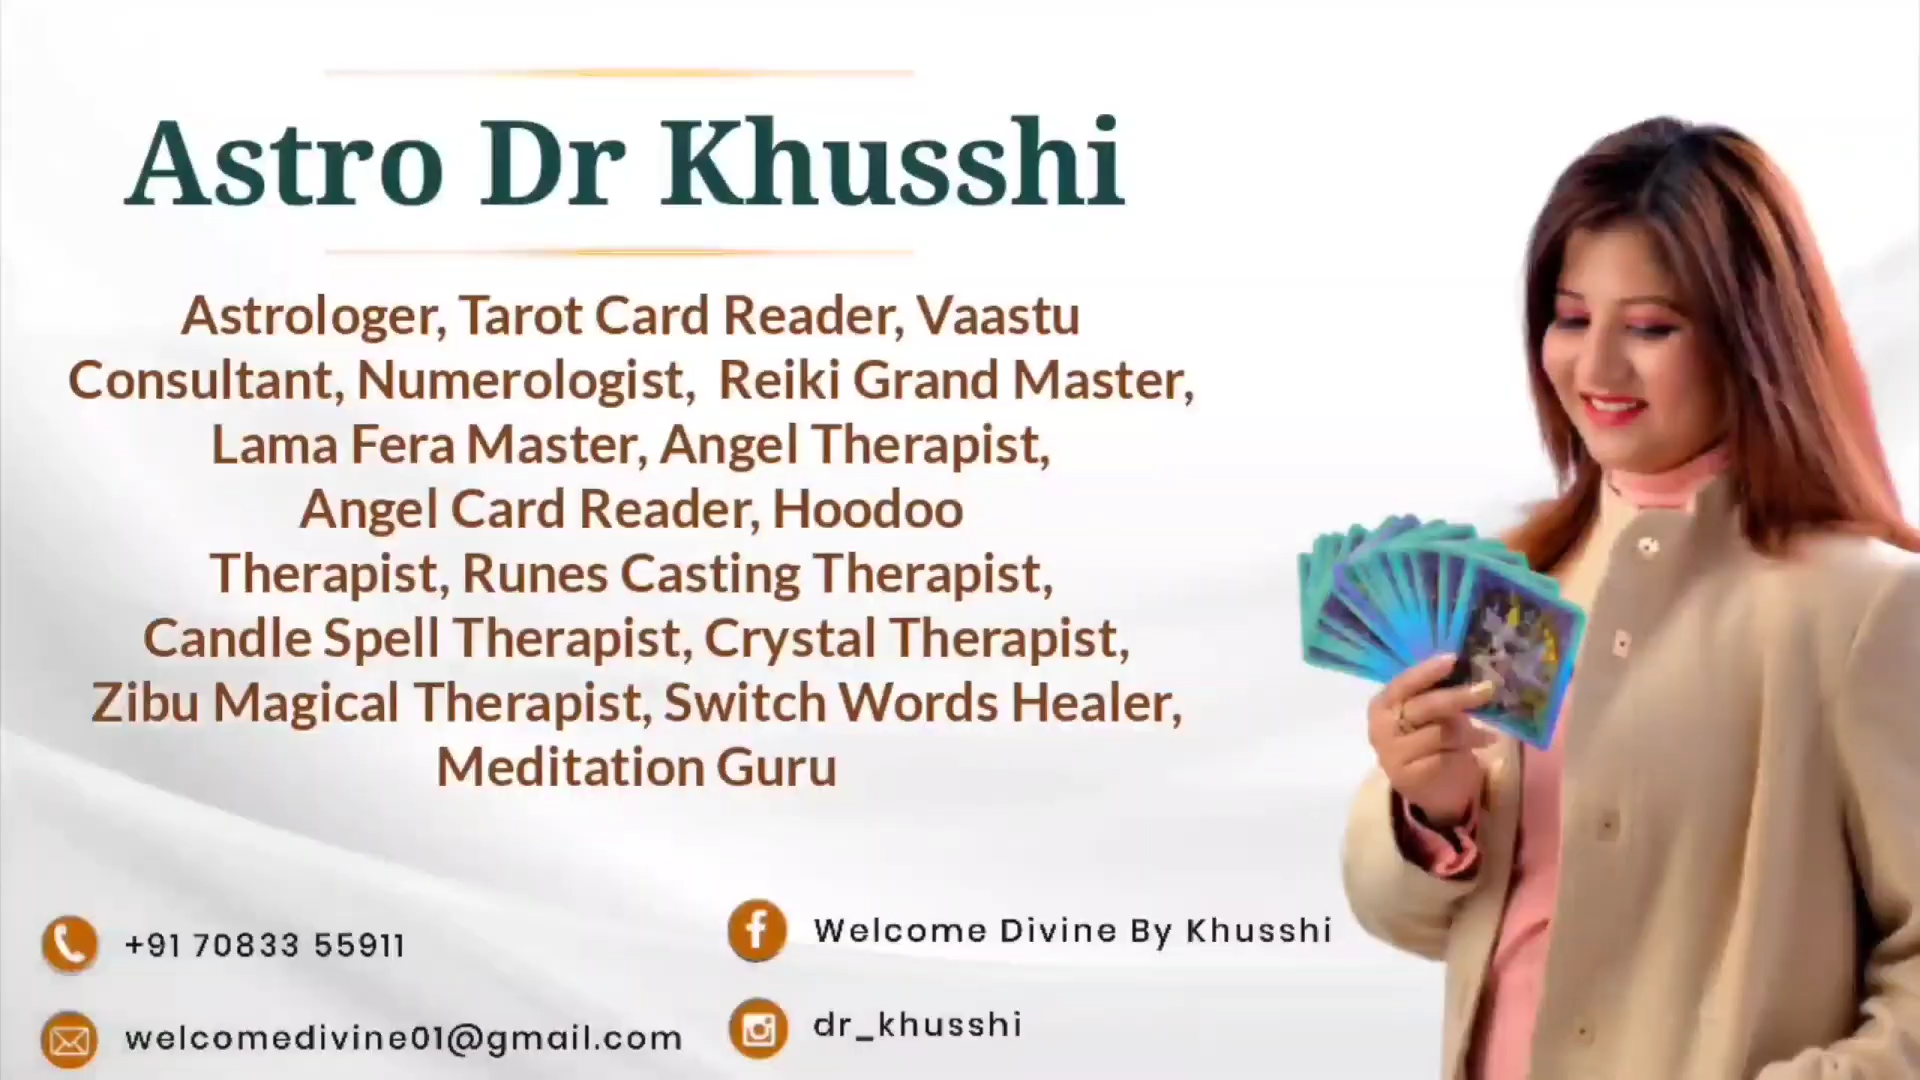 Astro Dr Khusshi
Astrologer, Tarot Card Reader, Vaastu
Consultant, Numerologist, Reiki Grand Master,
Lama Fera Master, Angel Therapist,
Angel Card Reader, Hoodoo
Therapist, Runes Casting Therapist,
Candle Spell Therapist, Crystal Therapist,
Zibu Magical Therapist, Switch Words Healer,
Meditation Guru
+91 70833 55911
welcomedivine01@gmail.com
Welcome Divine By Khusshi
dr_khusshi